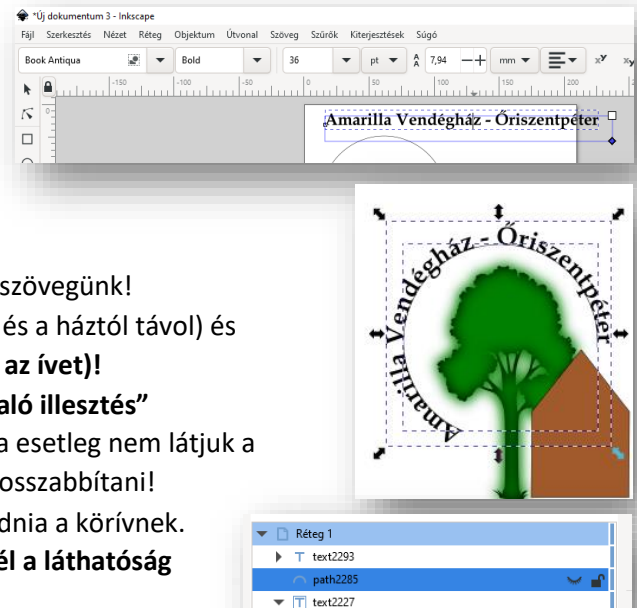 *Új dokumentum 3 - Inkscape
Fájl Szerkesztés Nézet Réteg Objektum Útvonal Szöveg Szűrők Kiterjesztések Súgó
Book Antiqua Bold 36 pt 7,94 mm
-150 -100 -50 0 50 100 150 200
0
Amarilla Vendégház - Őriszentpéter
Amarilla Vendégház - Őriszentpéter
szövegünk!
és a háztól távol) és
az ívet)!
aló illesztés”
a esetleg nem látjuk a
osszabbítani!
dnia a körívnek.
él a láthatóság
Réteg 1
text2293
path2285
text2227